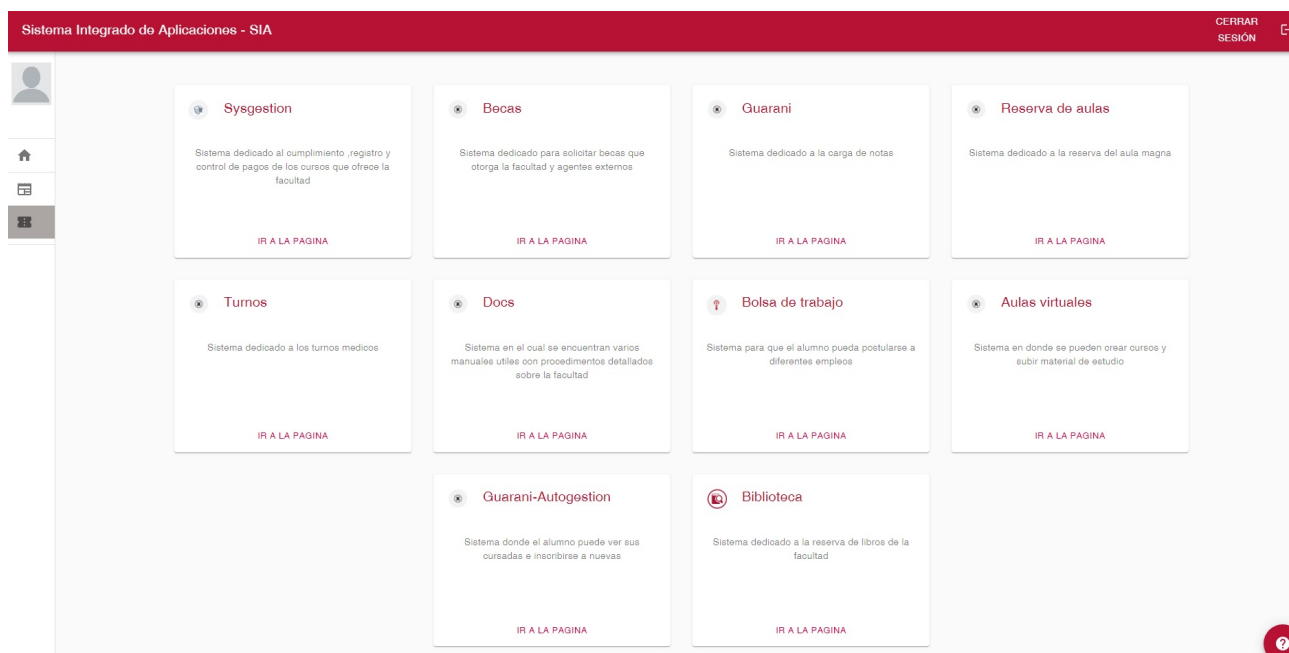 Sistema Integrado de Aplicaciones - SIA
CERRAR
SESIÓN
Sysgestion
Sistema dedicado al cumplimiento ,registro y
control de pagos de los cursos que ofrece la
facultad
IR A LA PAGINA
Becas
Sistema dedicado para solicitar becas que
otorga la facultad y agentes externos
IR A LA PAGINA
Guarani
Sistema dedicado a la carga de notas
IR A LA PAGINA
Reserva de aulas
Sistema dedicado a la reserva del aula magna
IR A LA PAGINA
Turnos
Sistema dedicado a los turnos medicos
IR A LA PAGINA
Docs
Sistema en el cual se encuentran varios
manuales utiles con procedimentos detallados
sobre la facultad
IR A LA PAGINA
Bolsa de trabajo
Sistema para que el alumno pueda postularse a
diferentes empleos
IR A LA PAGINA
Aulas virtuales
Sistema en donde se pueden crear cursos y
subir material de estudio
IR A LA PAGINA
Guarani-Autogestion
Sistema donde el alumno puede ver sus
cursadas e inscribirse a nuevas
IR A LA PAGINA
Biblioteca
Sistema dedicado a la reserva de libros de la
facultad
IR A LA PAGINA